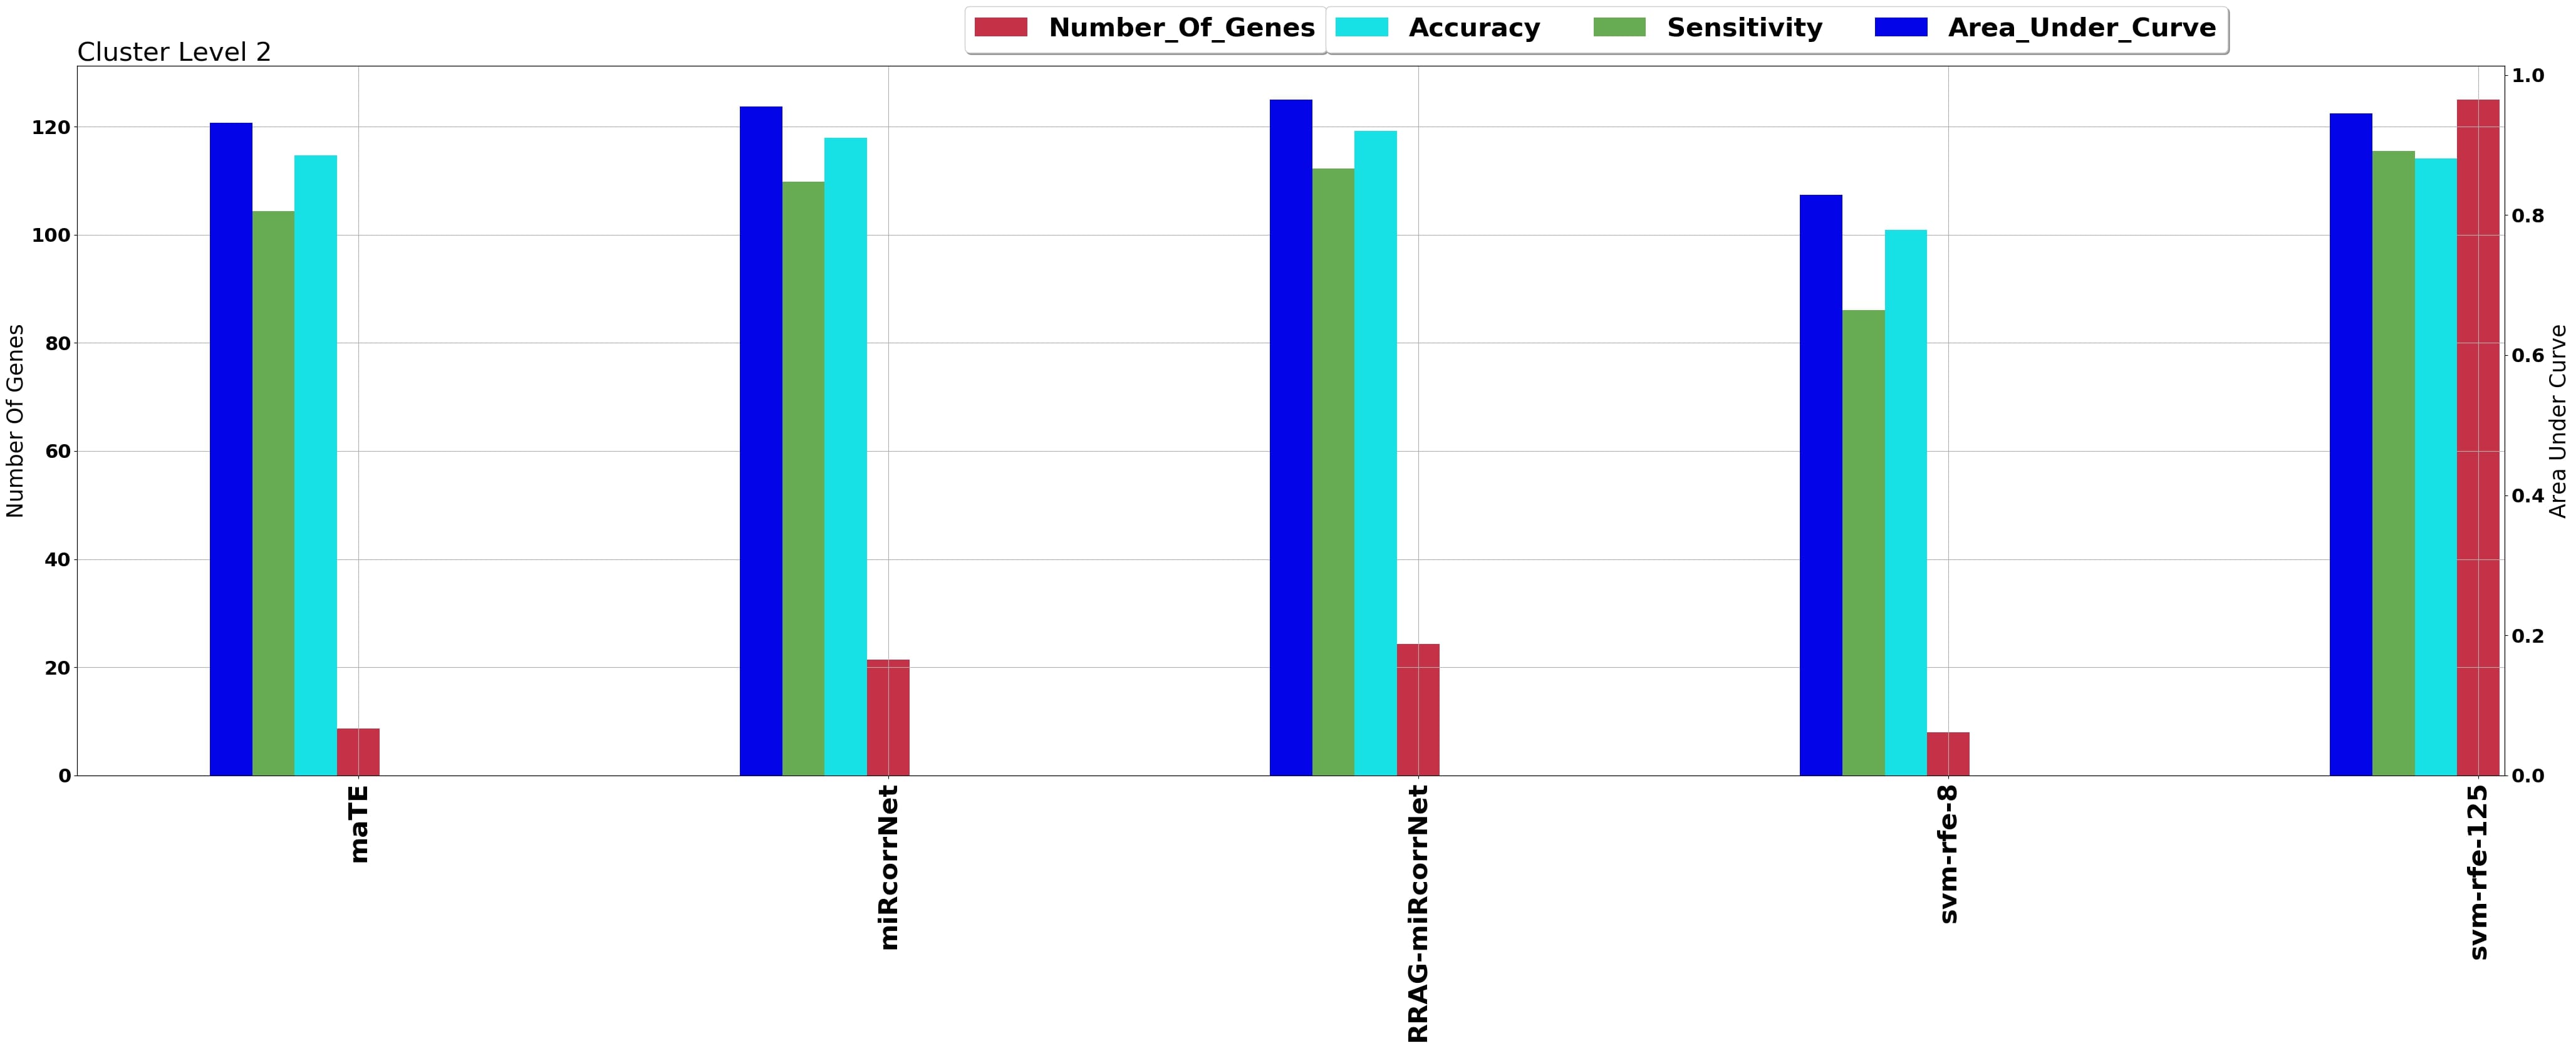 Number_Of_Genes Accuracy Sensitivity Area_Under_Curve
Cluster Level 2
Number Of Genes
120
100
80
60
40
20
0
1.0
0.8
0.6
0.4
0.2
0.0
Area Under Curve
maTE
miRcorrNet
RRAG-miRcorrNet
svm-rfe-8
svm-rfe-125